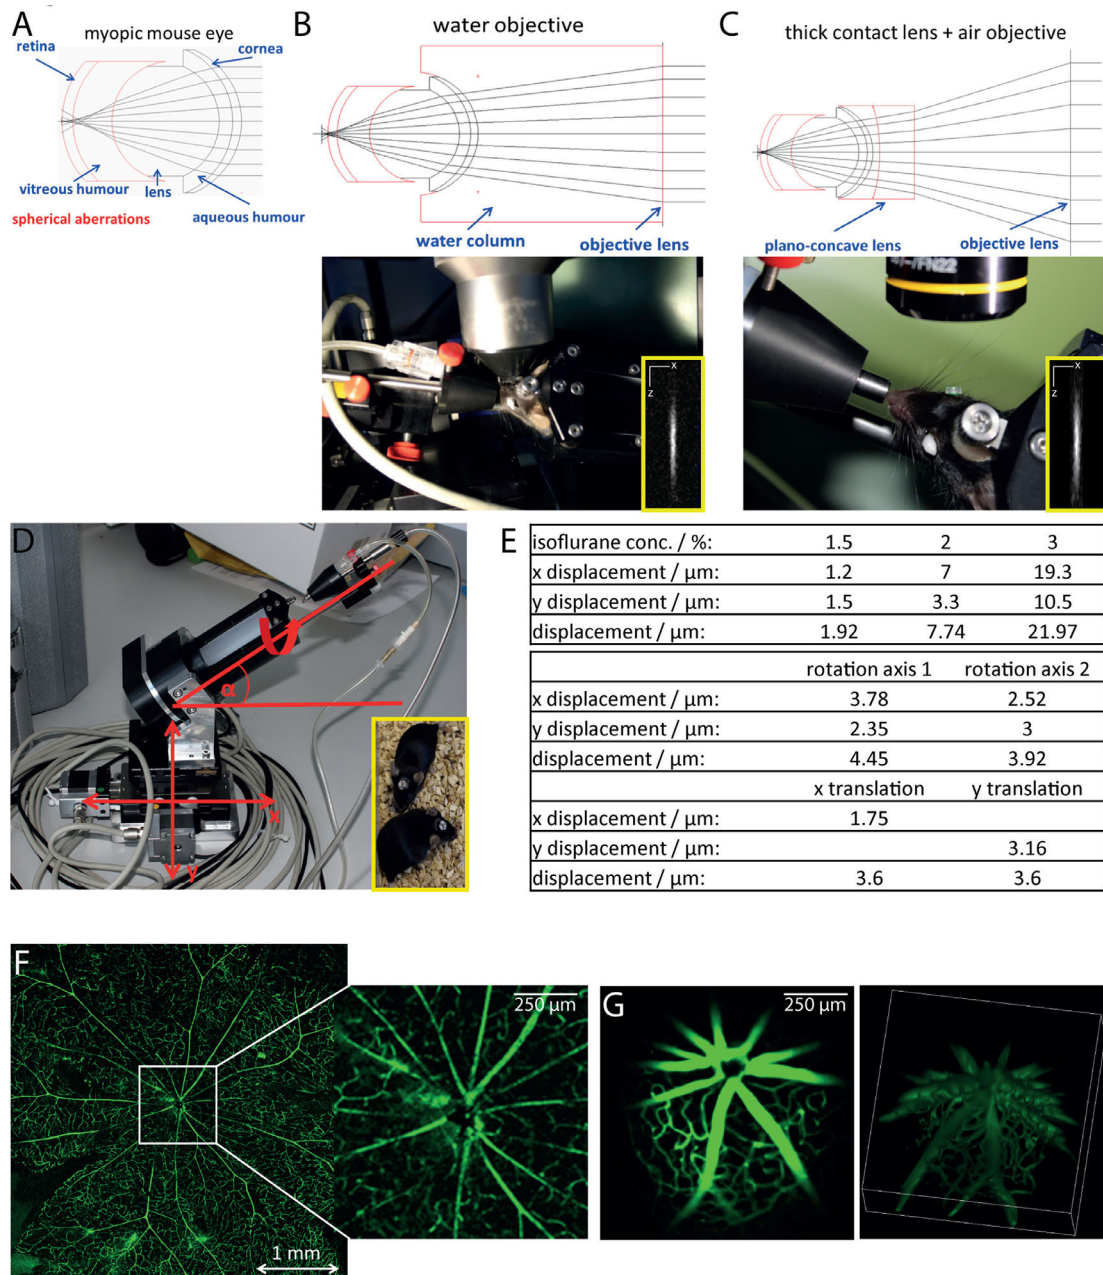 A
myopic mouse eye
retina
cornea
vitreous humour
lens
aqueous humour
spherical aberrations
B
water objective
water column
objective lens
x
z
C
thick contact lens + air objective
plano-concave lens
objective lens
/FN22
x
z
D
α
x
y
E
isoflurane conc. / %: 1.5 2 3
x displacement / µm: 1.2 7 19.3
y displacement / µm: 1.5 3.3 10.5
displacement / µm: 1.92 7.74 21.97
rotation axis 1 rotation axis 2
x displacement / µm: 3.78 2.52
y displacement / µm: 2.35 3
displacement / µm: 4.45 3.92
x translation y translation
x displacement / µm: 1.75
y displacement / µm: 3.16
displacement / µm: 3.6 3.6
F
1 mm
250 µm
G
250 µm